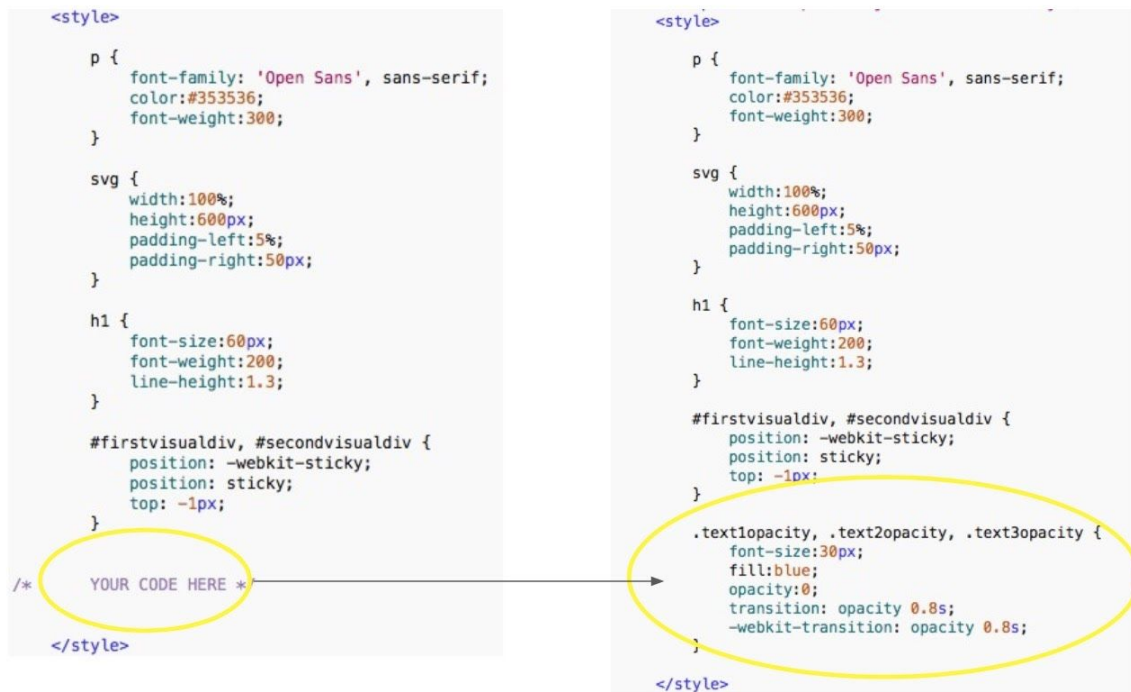 <style>
p {
font-family: 'Open Sans', sans-serif;
color:#353536;
font-weight:300;
}
svg {
width:100%;
height:600px;
padding-left:5%;
padding-right:50px;
}
h1 {
font-size:60px;
font-weight:200;
line-height:1.3;
}
#firstvisualdiv, #secondvisualdiv {
position: -webkit-sticky;
position: sticky;
top: -1px;
}
/* YOUR CODE HERE */
</style>
<style>
p {
font-family: 'Open Sans', sans-serif;
color:#353536;
font-weight:300;
}
svg {
width:100%;
height:600px;
padding-left:5%;
padding-right:50px;
}
h1 {
font-size:60px;
font-weight:200;
line-height:1.3;
}
#firstvisualdiv, #secondvisualdiv {
position: -webkit-sticky;
position: sticky;
top: -1px;
}
.text1opacity, .text2opacity, .text3opacity {
font-size:30px;
fill:blue;
opacity:0;
transition: opacity 0.8s;
-webkit-transition: opacity 0.8s;
}
</style>